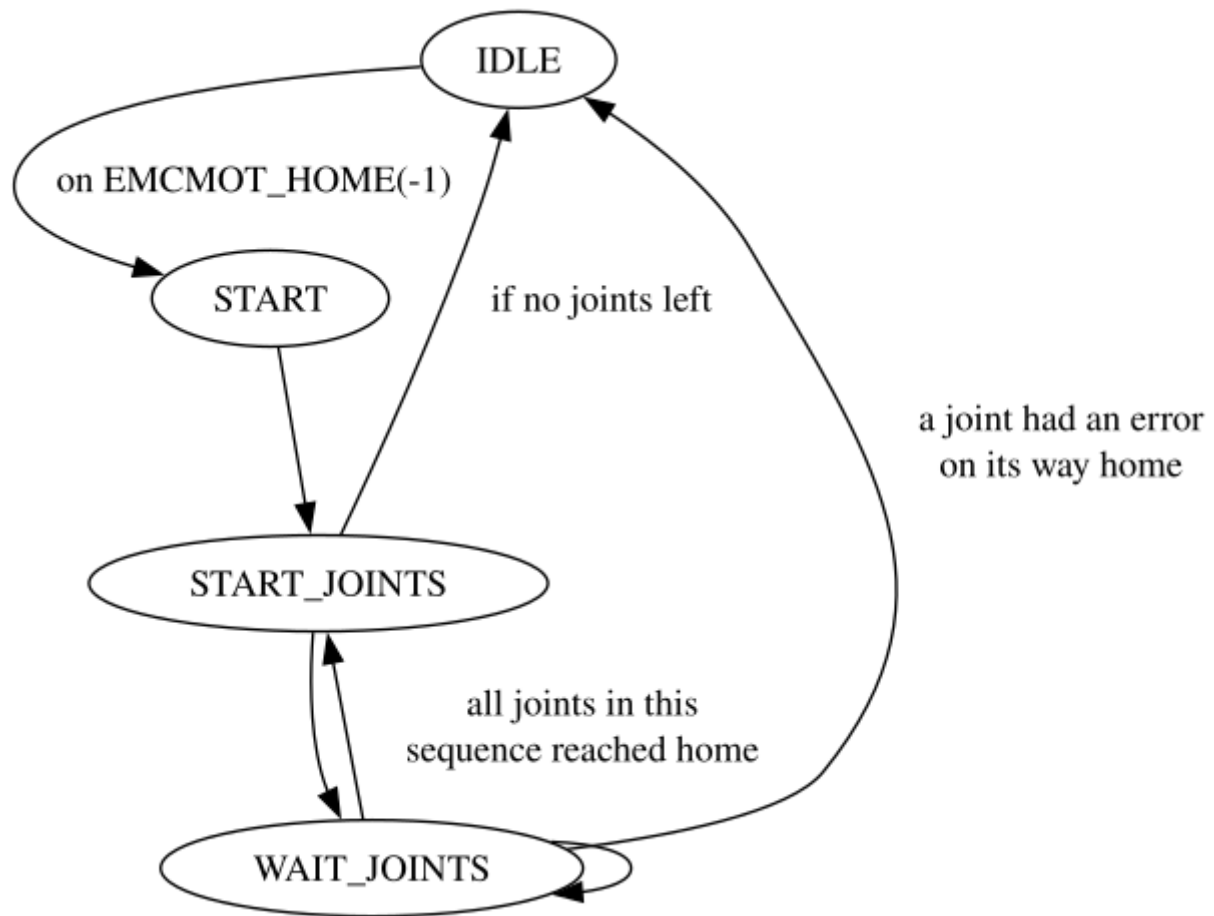 IDLE
on EMCMOT_HOME(-1)
START
if no joints left
a joint had an error
on its way home
START_JOINTS
all joints in this
sequence reached home
WAIT_JOINTS